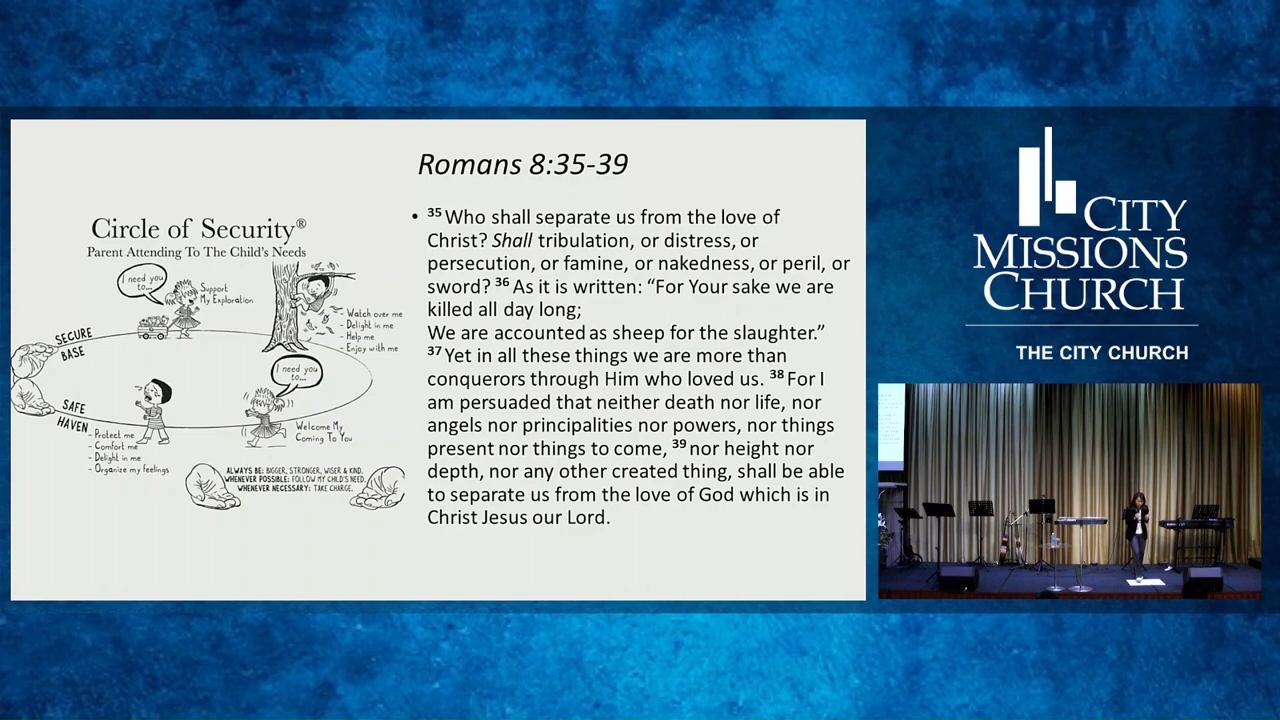 Romans 8:35-39
Circle of Security®
Parent Attending To The Child's Needs
I need you
to...
Support
My Exploration
- Watch over me
- Delight in me
- Help me
- Enjoy with me
SECURE
BASE
I need you
to...
SAFE
HAVEN
- Protect me
- Comfort me
- Delight in me
- Organize my feelings
Welcome My
Coming To You
ALWAYS BE: BIGGER, STRONGER, WISER & KIND.
WHENEVER POSSIBLE: FOLLOW MY CHILD'S NEED.
WHENEVER NECESSARY: TAKE CHARGE.
• 35 Who shall separate us from the love of
Christ? Shall tribulation, or distress, or
persecution, or famine, or nakedness, or peril, or
sword? 36 As it is written: “For Your sake we are
killed all day long;
We are accounted as sheep for the slaughter.”
37 Yet in all these things we are more than
conquerors through Him who loved us. 38 For I
am persuaded that neither death nor life, nor
angels nor principalities nor powers, nor things
present nor things to come, 39 nor height nor
depth, nor any other created thing, shall be able
to separate us from the love of God which is in
Christ Jesus our Lord.
CITY
MISSIONS
CHURCH
THE CITY CHURCH